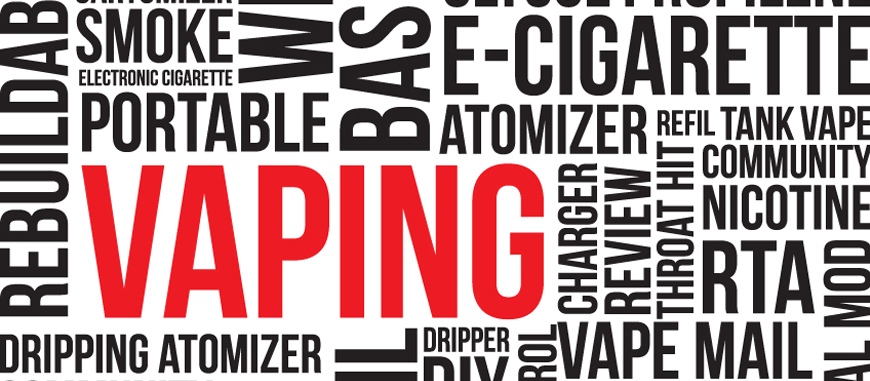 SMOKE
ELECTRONIC CIGARETTE
PORTABLE
BAS
E-CIGARETTE
ATOMIZER
REFIL
TANK VAPE
COMMUNITY
NICOTINE
REBUILDAB
VAPING
CHARGER
REVIEW
THROAT HIT
RTA
AL MOD
DRIPPING ATOMIZER
DRIPPER
DIY
ROL
VAPE MAIL